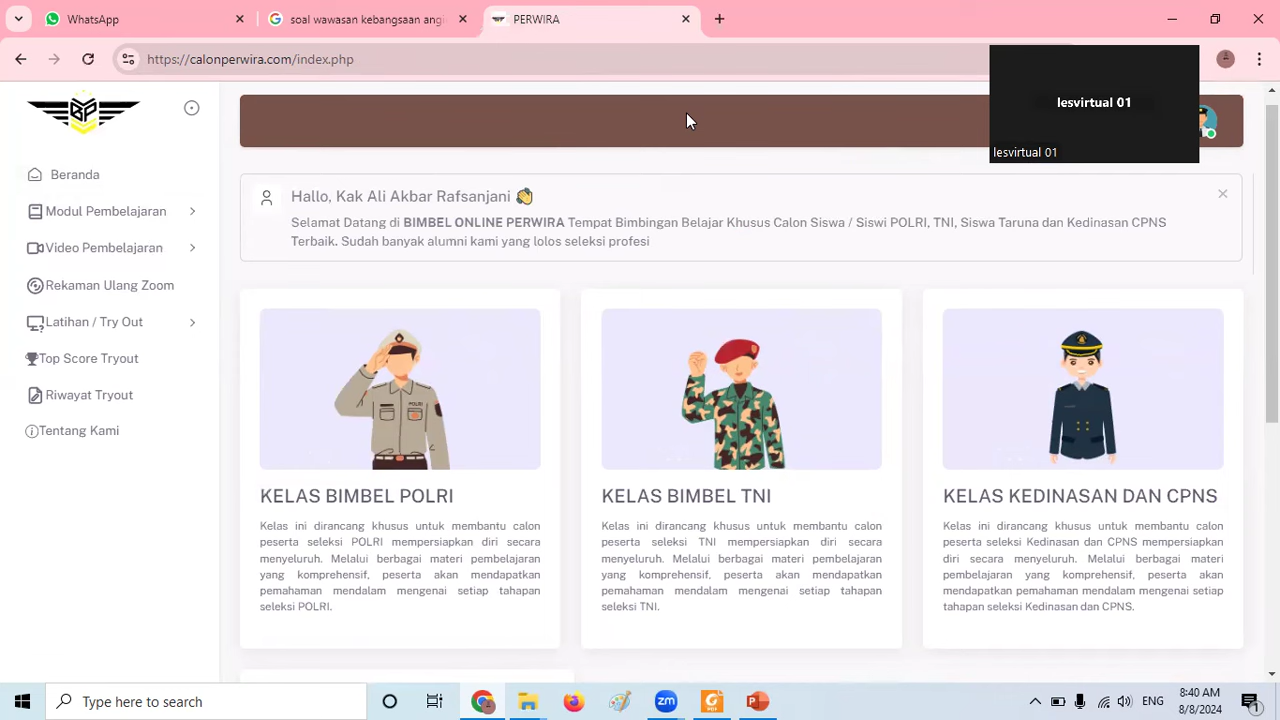 WhatsApp
soal wawasan kebangsaan ang
PERWIRA
https://calonperwira.com/index.php
lesvirtual 01
lesvirtual 01
BP
Beranda
Modul Pembelajaran
Video Pembelajaran
Rekaman Ulang Zoom
Latihan / Try Out
Top Score Tryout
Riwayat Tryout
Tentang Kami
Hallo, Kak Ali Akbar Rafsanjani 👋
Selamat Datang di BIMBEL ONLINE PERWIRA Tempat Bimbingan Belajar Khusus Calon Siswa / Siswi POLRI, TNI, Siswa Taruna dan Kedinasan CPNS
Terbaik. Sudah banyak alumni kami yang lolos seleksi profesi
POLRI
KELAS BIMBEL POLRI
Kelas ini dirancang khusus untuk membantu calon
peserta seleksi POLRI mempersiapkan diri secara
menyeluruh. Melalui berbagai materi pembelajaran
yang komprehensif, peserta akan mendapatkan
pemahaman mendalam mengenai setiap tahapan
seleksi POLRI.
KELAS BIMBEL TNI
Kelas ini dirancang khusus untuk membantu calon
peserta seleksi TNI mempersiapkan diri secara
menyeluruh. Melalui berbagai materi pembelajaran
yang komprehensif, peserta akan mendapatkan
pemahaman mendalam mengenai setiap tahapan
seleksi TNI.
KELAS KEDINASAN DAN CPNS
Kelas ini dirancang khusus untuk membantu calon
peserta seleksi Kedinasan dan CPNS mempersiapkan
diri secara menyeluruh. Melalui berbagai materi
pembelajaran yang komprehensif, peserta akan
mendapatkan pemahaman mendalam mengenai setiap
tahapan seleksi Kedinasan dan CPNS.
Type here to search
zm
ENG
8:40 AM
8/8/2024
1